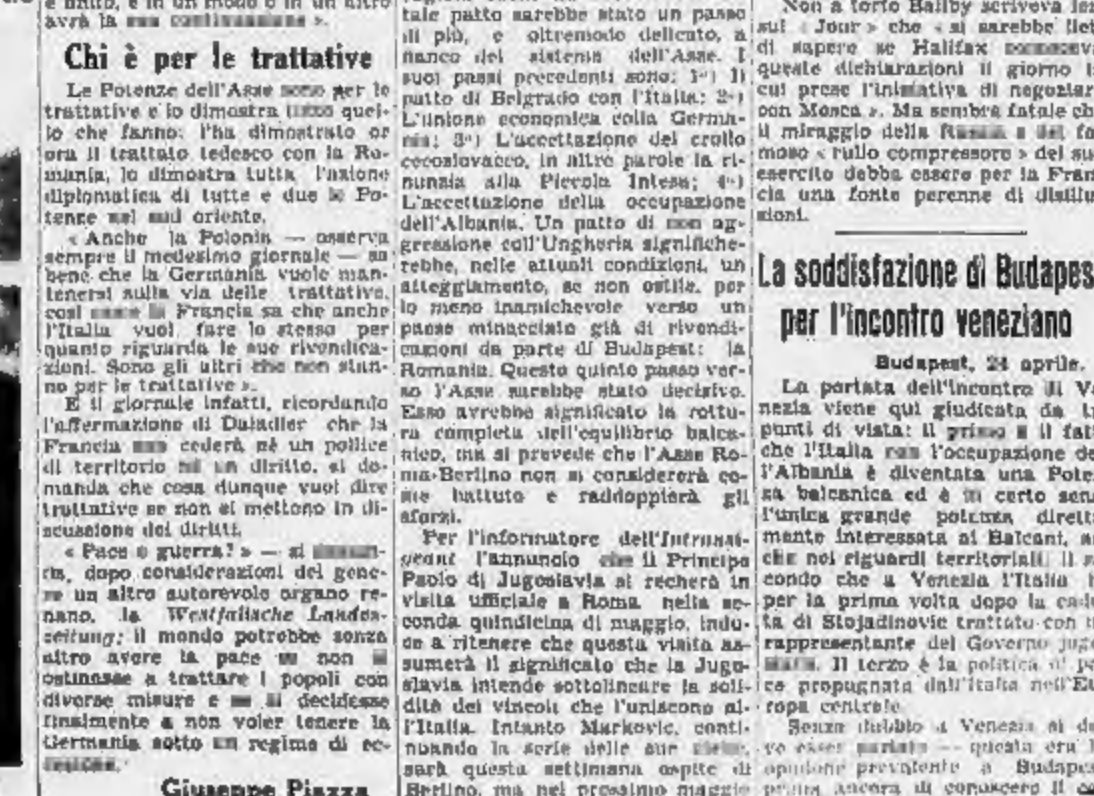 è unito, e in un modo o in un altro
avrà la sua continuazione ».
Chi è per le trattative
Le Potenze dell'Asse sono per le
trattative e lo dimostra tutto quel-
lo che fanno: l'ha dimostrato or
ora il trattato tedesco con la Ro-
mania, lo dimostra tutta l'azione
diplomatica di tutte e due le Po-
tenze nel sud oriente.
« Anche la Polonia — osserva
sempre il medesimo giornale — sa
bene che la Germania vuole man-
tenersi sulla via delle trattative,
così la Francia sa che anche
l'Italia vuol fare lo stesso per
quanto riguarda le sue rivendica-
zioni. Sono gli altri che non stan-
no per le trattative ».
E il giornale infatti, ricordando
l'affermazione di Daladier che la
Francia non cederà nè un pollice
di territorio nè un diritto, si do-
manda che cosa dunque vuol dire
trattative se non si mettono in di-
scussione dei diritti.
« Pace o guerra? » — si
dopo considerazioni del gene-
re un altro autorevole organo re-
nano, la Westfalische Landes-
zeitung; il mondo potrebbe senza
altro avere la pace se non si
ostinasse a trattare i popoli con
diverse misure e se si decidesse
finalmente a non voler tenere la
Germania sotto un regime di ec-
Giuseppe Piazza
tale patto sarebbe stato un passo
di più, e oltremodo delicato, a
fianco del sistema dell'Asse. I
suoi passi precedenti sono: 1°) Il
patto di Belgrado con l'Italia; 2°)
L'unione economica colla Germa-
nia; 3°) L'accettazione del crollo
cecoslovacco, in altre parole la ri-
nunzia alla Piccola Intesa; 4°)
L'accettazione della occupazione
dell'Albania. Un patto di non ag-
gressione coll'Ungheria significhe-
rebbe, nelle attuali condizioni, un
atteggiamento, se non ostile, per
lo meno inamichevole verso un
paese minacciato già di rivendi-
cazioni da parte di Budapest: la
Romania. Questo quinto passo ver-
so l'Asse sarebbe stato decisivo.
Esso avrebbe significato la rottu-
ra completa dell'equilibrio balca-
nico, ma si prevede che l'Asse Ro-
ma-Berlino non si considererà co-
me battuto e raddoppierà gli
sforzi.
Per l'informatore dell'Intransi-
geant l'annuncio che il Principe
Paolo di Jugoslavia si recherà in
visita ufficiale a Roma nella se-
conda quindicina di maggio, indu-
ce a ritenere che questa visita as-
sumerà il significato che la Jugo-
slavia intende sottolineare la soli-
dità dei vincoli che l'uniscono al-
l'Italia. Intanto Markovic, conti-
nuando la serie delle sue
sarà questa settimana ospite di
Berlino, ma nel prossimo maggio
Non a torto Bailby scriveva
sul « Jour » che « si sarebbe
di sapere se Halifax
queste dichiarazioni il giorno
cui prese l'iniziativa di negoziar
con Mosca ». Ma sembra fatale ch
il miraggio della Russia e del fa
moso « rullo compressore » del su
esercito debba essere per la Fran
cia una fonte perenne di disillu
sioni.
La soddisfazione di Budapes
per l'incontro veneziano
Budapest, 24 aprile.
La portata dell'incontro di Ve
nezia viene qui giudicata da
punti di vista: il primo è il fatt
che l'Italia con l'occupazione de
l'Albania è diventata una Poten
za balcanica ed è in certo sens
l'unica grande potenza dirett
mente interessata ai Balcani, a
che nei riguardi territoriali; il
condo che a Venezia l'Italia
per la prima volta dopo la cadu
ta di Stojadinovic trattato con
rappresentante del Governo jugo
Il terzo è la politica di pa
ce propugnata dall'Italia nell'Eu
ropa centrale.
Senza dubbio a Venezia si
ve esser parlato — questa era
opinione prevalente a Budapes
prima ancora di conoscere il